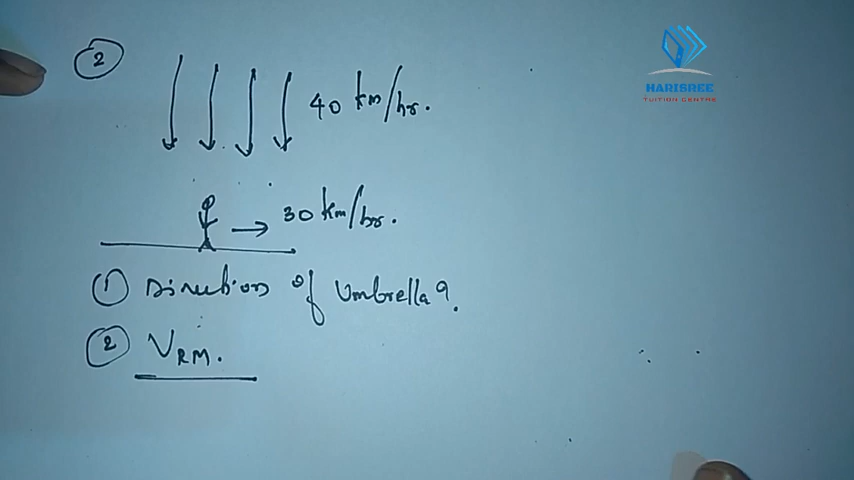 2
40 km/hr.
HARISREE
TUITION CENTRE
30 km/hr.
1 Direction of Umbrella?
2 VRM.